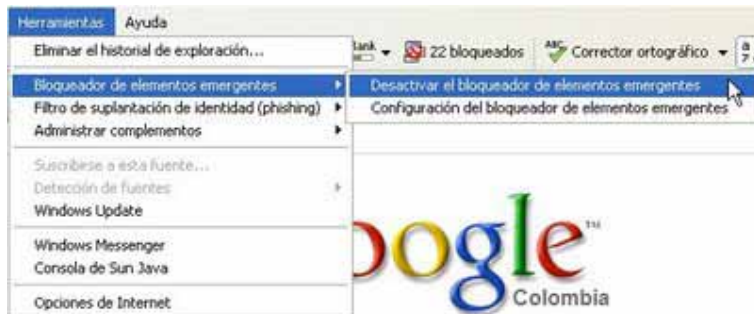 Herramientas Ayuda
Eliminar el historial de exploración...
22 bloqueados Corrector ortográfico
Bloqueador de elementos emergentes
Desactivar el bloqueador de elementos emergentes
Filtro de suplantación de identidad (phishing)
Configuración del bloqueador de elementos emergentes
Administrar complementos
Suscribirse a esta fuente...
Detección de fuentes
Windows Update
Windows Messenger
Consola de Sun Java
Opciones de Internet
oogle™
Colombia